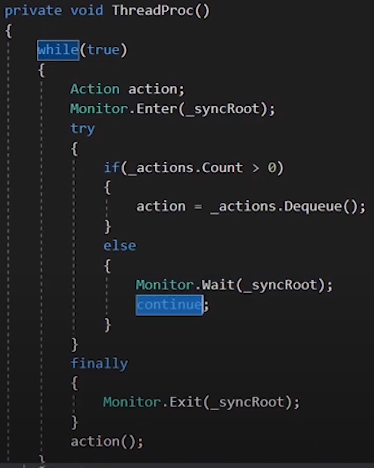 private void ThreadProc()
{
while(true)
{
Action action;
Monitor.Enter(_syncRoot);
try
{
if(_actions.Count > 0)
{
action = _actions.Dequeue();
}
else
{
Monitor.Wait(_syncRoot);
continue;
}
}
finally
{
Monitor.Exit(_syncRoot);
}
action();
}